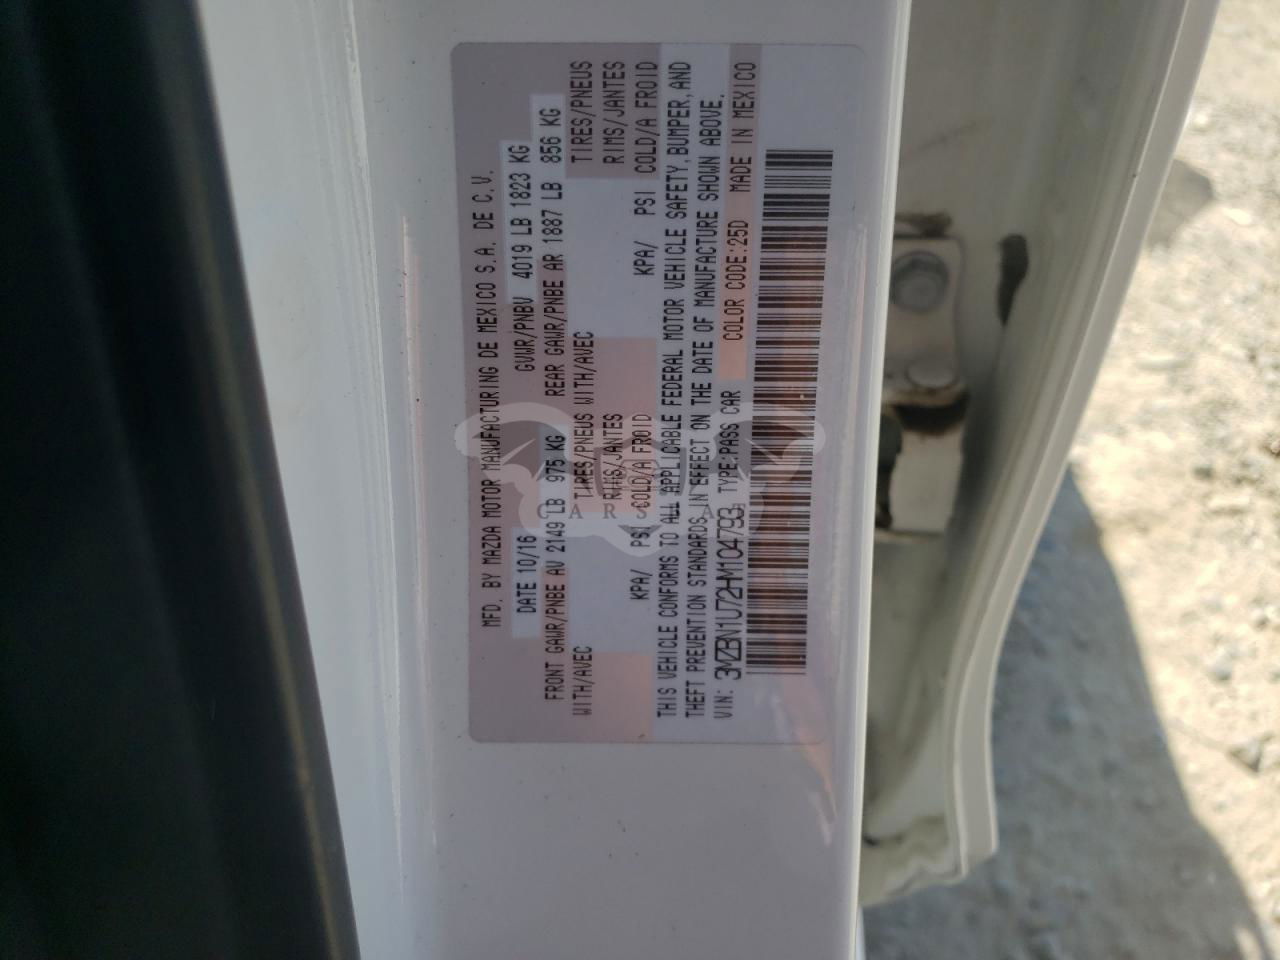 MFD. BY MAZDA MOTOR MANUFACTURING DE MEXICO S.A. DE C.V.
DATE 10/16 GVWR/PNBV 4019 LB 1823 KG
FRONT GAWR/PNBE AV 2149 LB 975 KG REAR GAWR/PNBE AR 1887 LB 856 KG
WITH/AVEC TIRES/PNEUS WITH/AVEC TIRES/PNEUS
RIMS/JANTES RIMS/JANTES
KPA/ PSI COLD/A FROID KPA/ PSI COLD/A FROID
THIS VEHICLE CONFORMS TO ALL APPLICABLE FEDERAL MOTOR VEHICLE SAFETY, BUMPER, AND
THEFT PREVENTION STANDARDS IN EFFECT ON THE DATE OF MANUFACTURE SHOWN ABOVE.
VIN: 3MZBN1U72HM104793 TYPE:PASS CAR COLOR CODE:25D MADE IN MEXICO